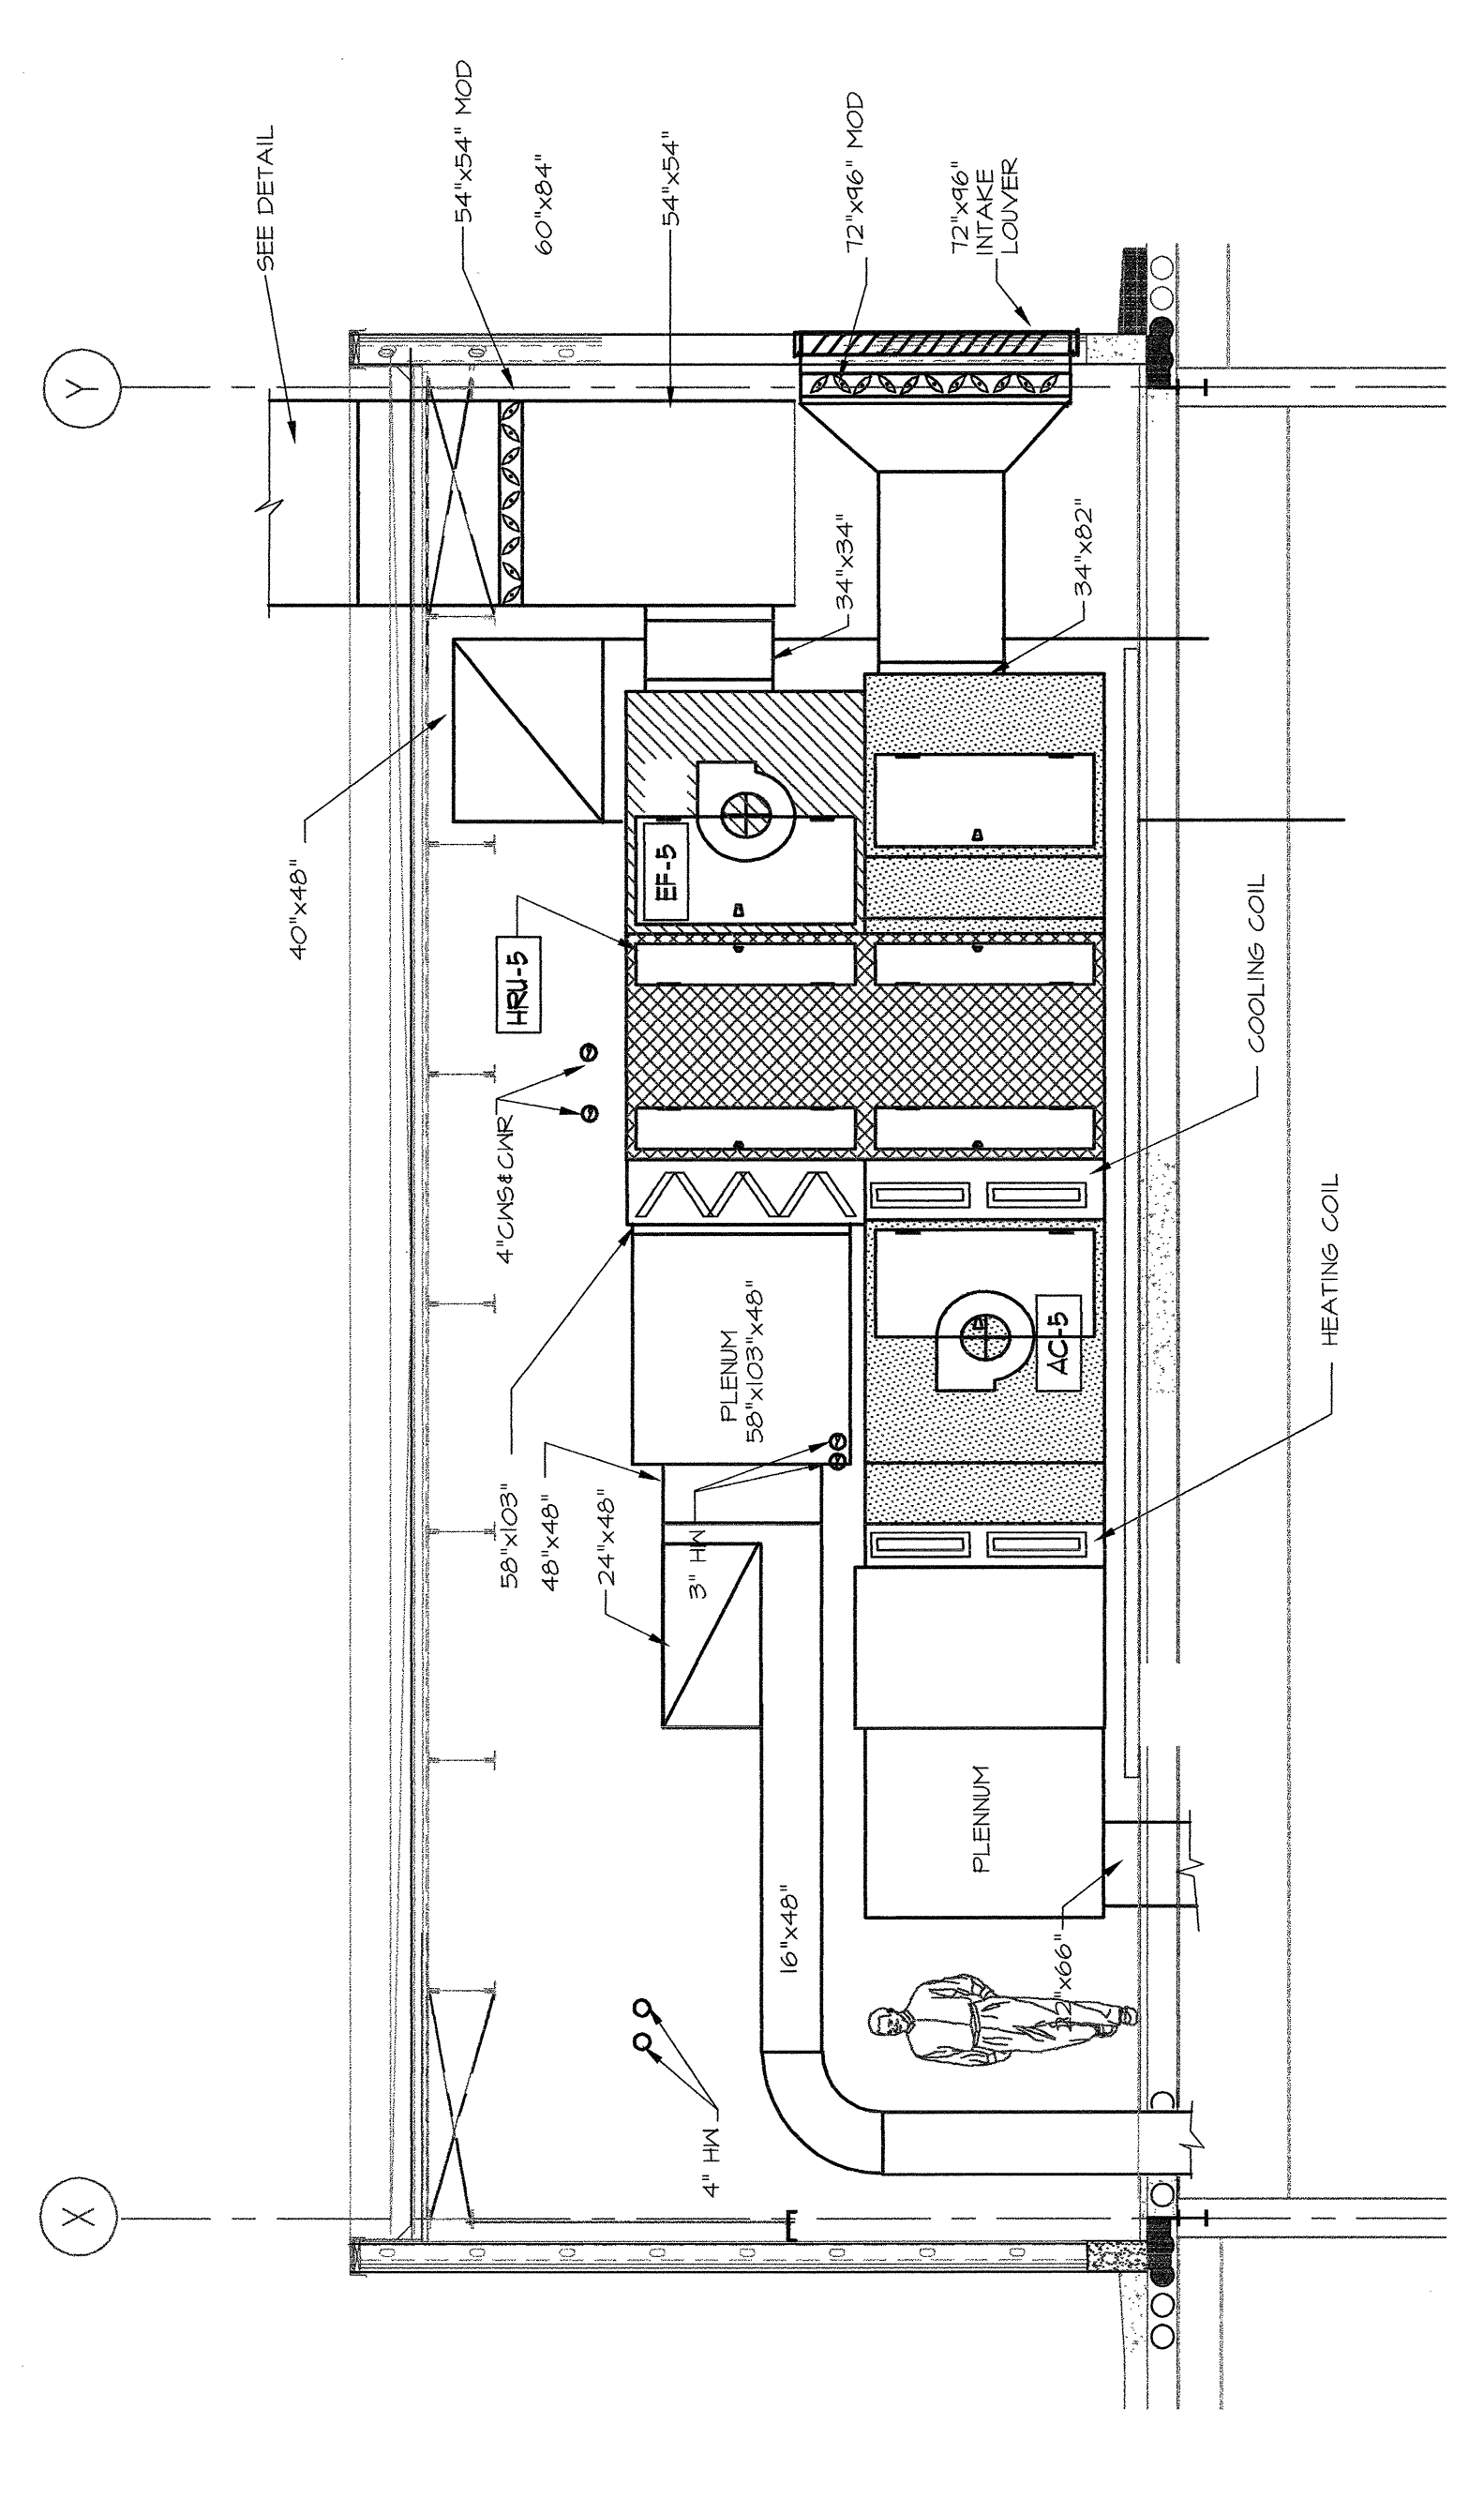 X
Y
SEE DETAIL
54"x54" MOD
60"x84"
54"x54"
72"x96" MOD
72"x96"
INTAKE
LOUVER
40"x48"
34"x34"
34"x82"
HRU-5
EF-5
4"CWS&CWR
COOLING COIL
HEATING COIL
PLENUM
58"x103"x48"
AC-5
58"x103"
48"x48"
24"x48"
3" HW
PLENNUM
16"x48"
4" HW